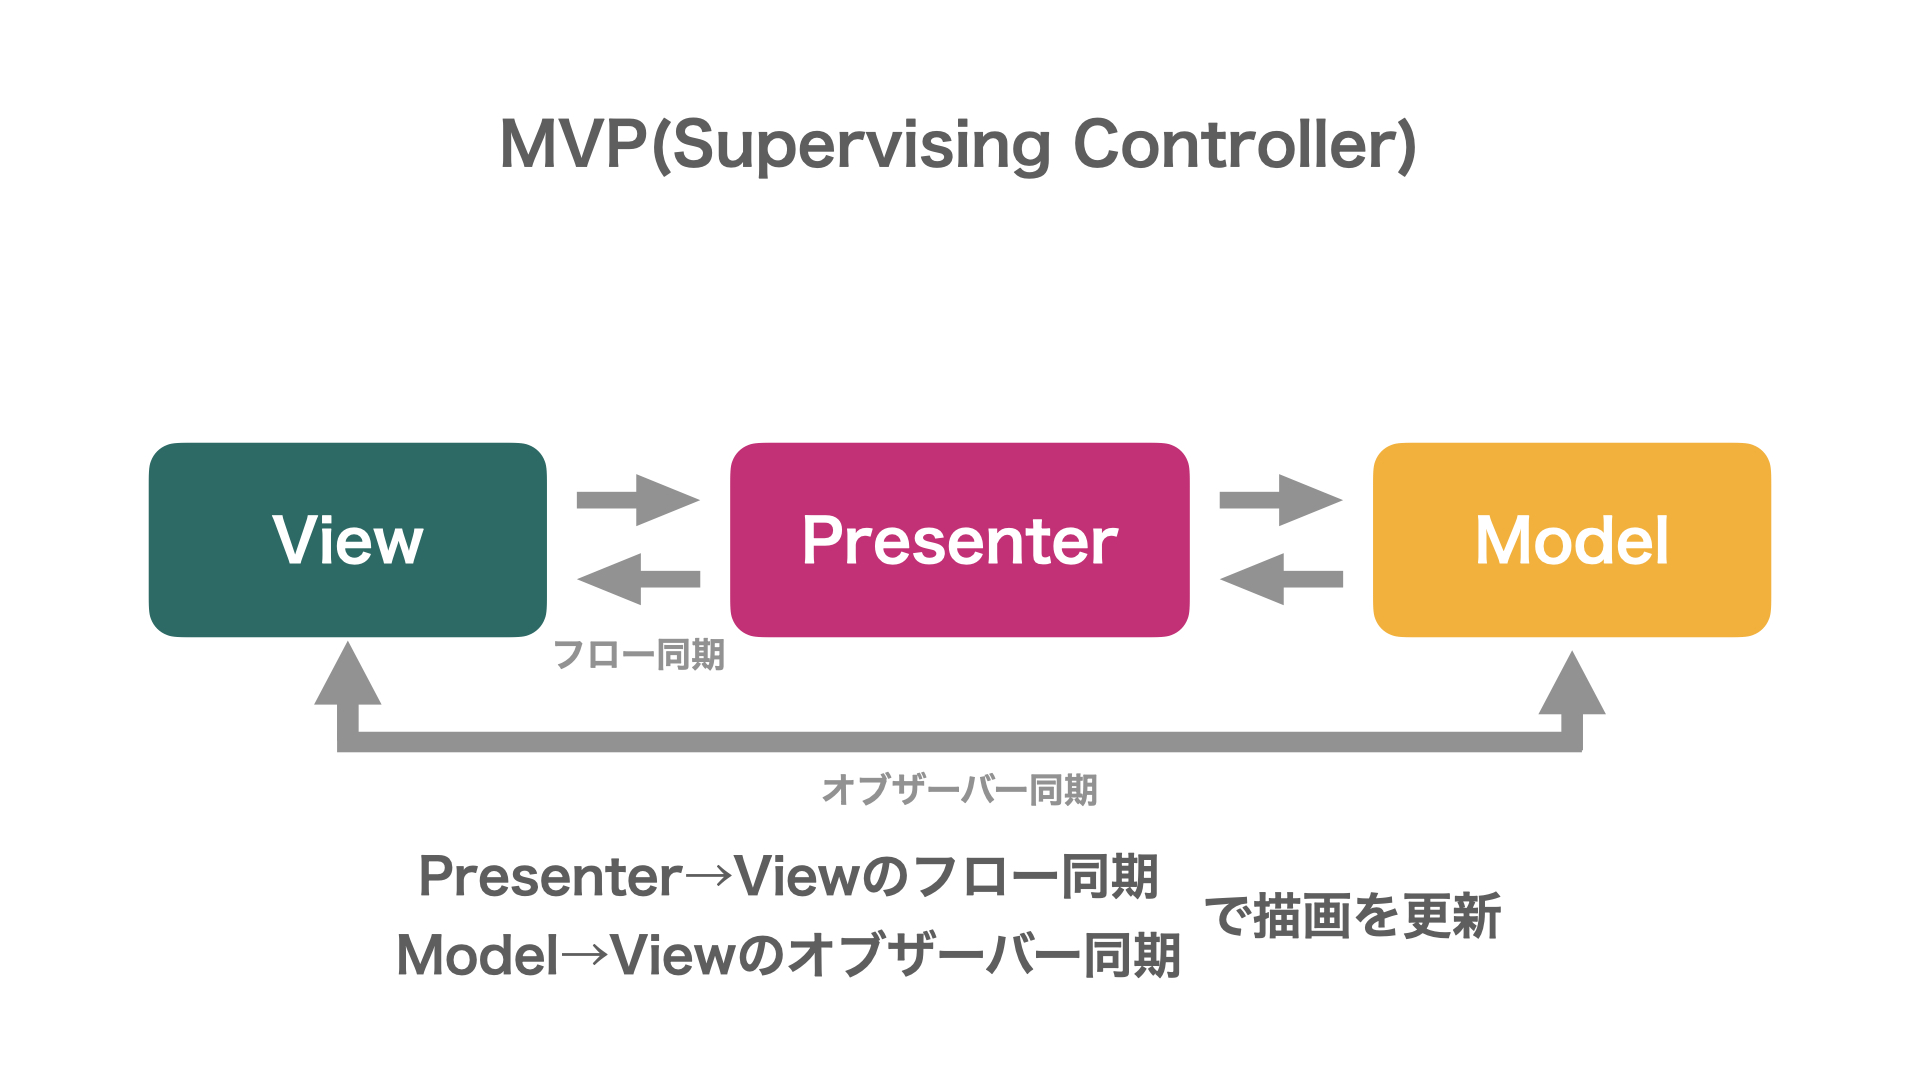 MVP(Supervising Controller)
View
Presenter
Model
フロー同期
オブザーバー同期
Presenter→Viewのフロー同期
Model→Viewのオブザーバー同期
で描画を更新